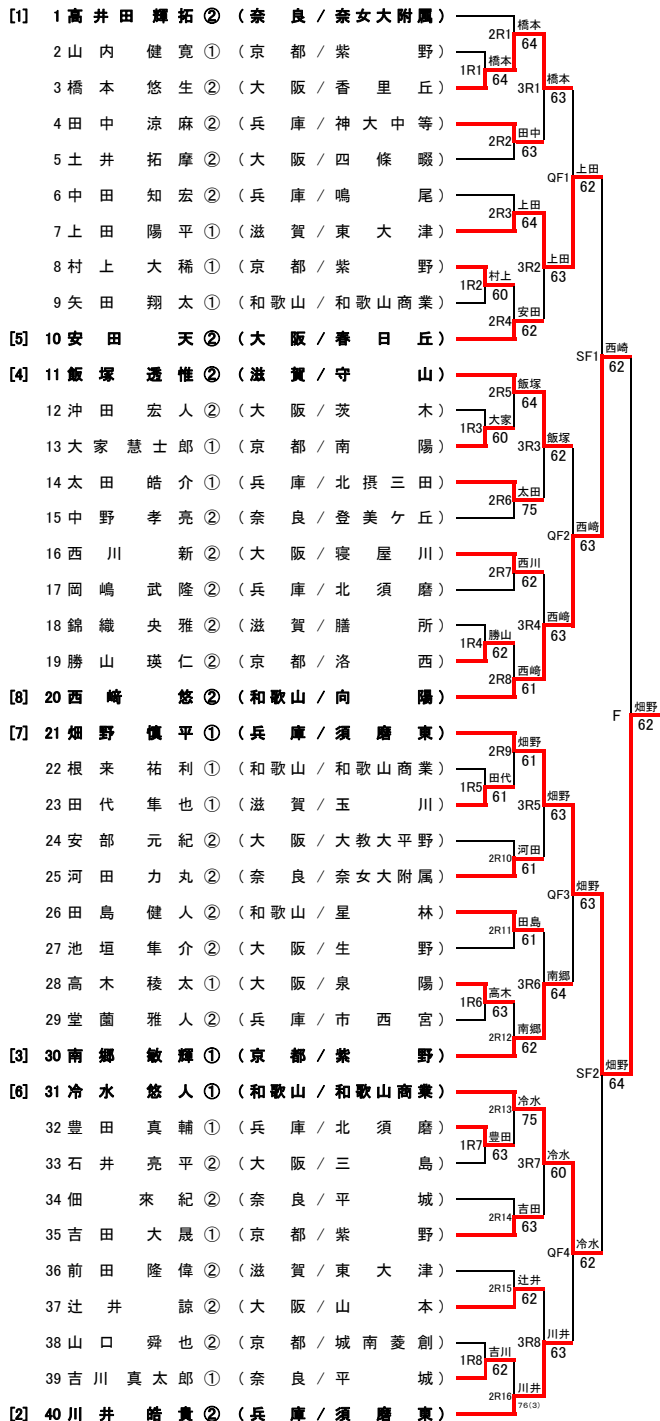 [1] 1 高井田 輝拓 ② (奈良/奈女大附属)
2 山内 健寛 ① (京都/紫野)
3 橋本 悠生 ② (大阪/香里丘)
4 田中 涼麻 ② (兵庫/神大中等)
5 土井 拓摩 ② (大阪/四條畷)
6 中田 知宏 ② (兵庫/鳴尾)
7 上田 陽平 ① (滋賀/東大津)
8 村上 大稀 ① (京都/紫野)
9 矢田 翔太 ① (和歌山/和歌山商業)
[5] 10 安田 天 ② (大阪/春日丘)
[4] 11 飯塚 透惟 ② (滋賀/守山)
12 沖田 宏人 ② (大阪/茨木)
13 大家 慧士郎 ① (京都/南陽)
14 太田 皓介 ① (兵庫/北摂三田)
15 中野 孝亮 ② (奈良/登美ケ丘)
16 西川 新 ② (大阪/寝屋川)
17 岡嶋 武隆 ② (兵庫/北須磨)
18 錦織 央雅 ② (滋賀/膳所)
19 勝山 瑛仁 ② (京都/洛西)
[8] 20 西﨑 悠 ② (和歌山/向陽)
[7] 21 畑野 慎平 ① (兵庫/須磨東)
22 根来 祐利 ① (和歌山/和歌山商業)
23 田代 隼也 ① (滋賀/玉川)
24 安部 元紀 ② (大阪/大教大平野)
25 河田 力丸 ② (奈良/奈女大附属)
26 田島 健人 ② (和歌山/星林)
27 池垣 隼介 ② (大阪/生野)
28 高木 稜太 ① (大阪/泉陽)
29 堂薗 雅人 ② (兵庫/市西宮)
[3] 30 南郷 敏輝 ① (京都/紫野)
[6] 31 冷水 悠人 ① (和歌山/和歌山商業)
32 豊田 真輔 ① (兵庫/北須磨)
33 石井 亮平 ② (大阪/三島)
34 佃 來紀 ② (奈良/平城)
35 吉田 大晟 ① (京都/紫野)
36 前田 隆偉 ② (滋賀/東大津)
37 辻井 諒 ② (大阪/山本)
38 山口 舜也 ② (京都/城南菱創)
39 吉川 真太郎 ① (奈良/平城)
[2] 40 川井 皓貴 ② (兵庫/須磨東)
1R1 橋本 64
1R2 村上 60
1R3 大家 60
1R4 勝山 62
1R5 田代 61
1R6 高木 63
1R7 豊田 63
1R8 吉川 62
2R1 橋本 64
2R2 田中 63
2R3 上田 64
2R4 安田 62
2R5 飯塚 64
2R6 太田 75
2R7 西川 62
2R8 西﨑 61
2R9 畑野 61
2R10 河田 61
2R11 田島 61
2R12 南郷 62
2R13 冷水 75
2R14 吉田 63
2R15 辻井 62
2R16 川井 76(3)
3R1 橋本 63
3R2 上田 63
3R3 飯塚 62
3R4 西﨑 63
3R5 畑野 63
3R6 南郷 64
3R7 冷水 60
3R8 川井 63
QF1 上田 62
QF2 西﨑 63
QF3 畑野 63
QF4 冷水 62
SF1 西崎 62
SF2 畑野 64
F 畑野 62